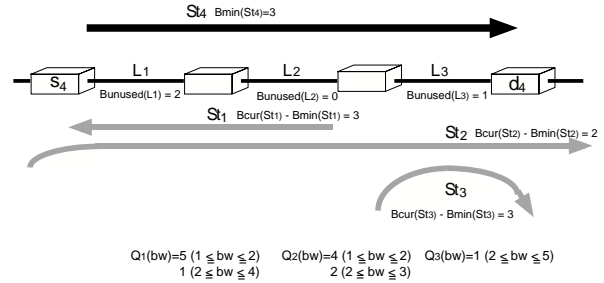 St4 Bmin(St4)=3
s4 L1 L2 L3 d4
Bunused(L1) = 2 Bunused(L2) = 0 Bunused(L3) = 1
St1 Bcur(St1) - Bmin(St1) = 3
St2 Bcur(St2) - Bmin(St2) = 2
St3
Bcur(St3) - Bmin(St3) = 3
Q1(bw)=5 (1 ≦ bw ≦ 2) Q2(bw)=4 (1 ≦ bw ≦ 2) Q3(bw)=1 (2 ≦ bw ≦ 5)
1 (2 ≦ bw ≦ 4) 2 (2 ≦ bw ≦ 3)